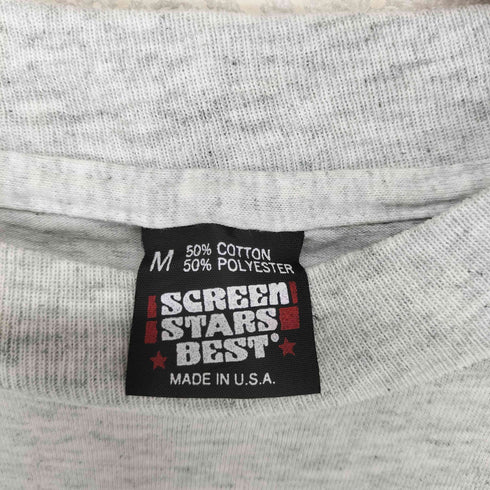 M 50% COTTON
50% POLYESTER
SCREEN
STARS
BEST®
MADE IN U.S.A.